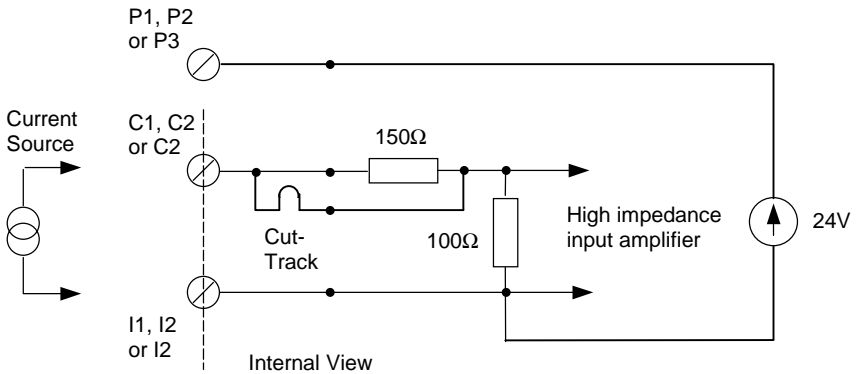 P1, P2
or P3
Current
Source
C1, C2
or C2
150Ω
Cut-
Track
100Ω
High impedance
input amplifier
24V
I1, I2
or I2
Internal View